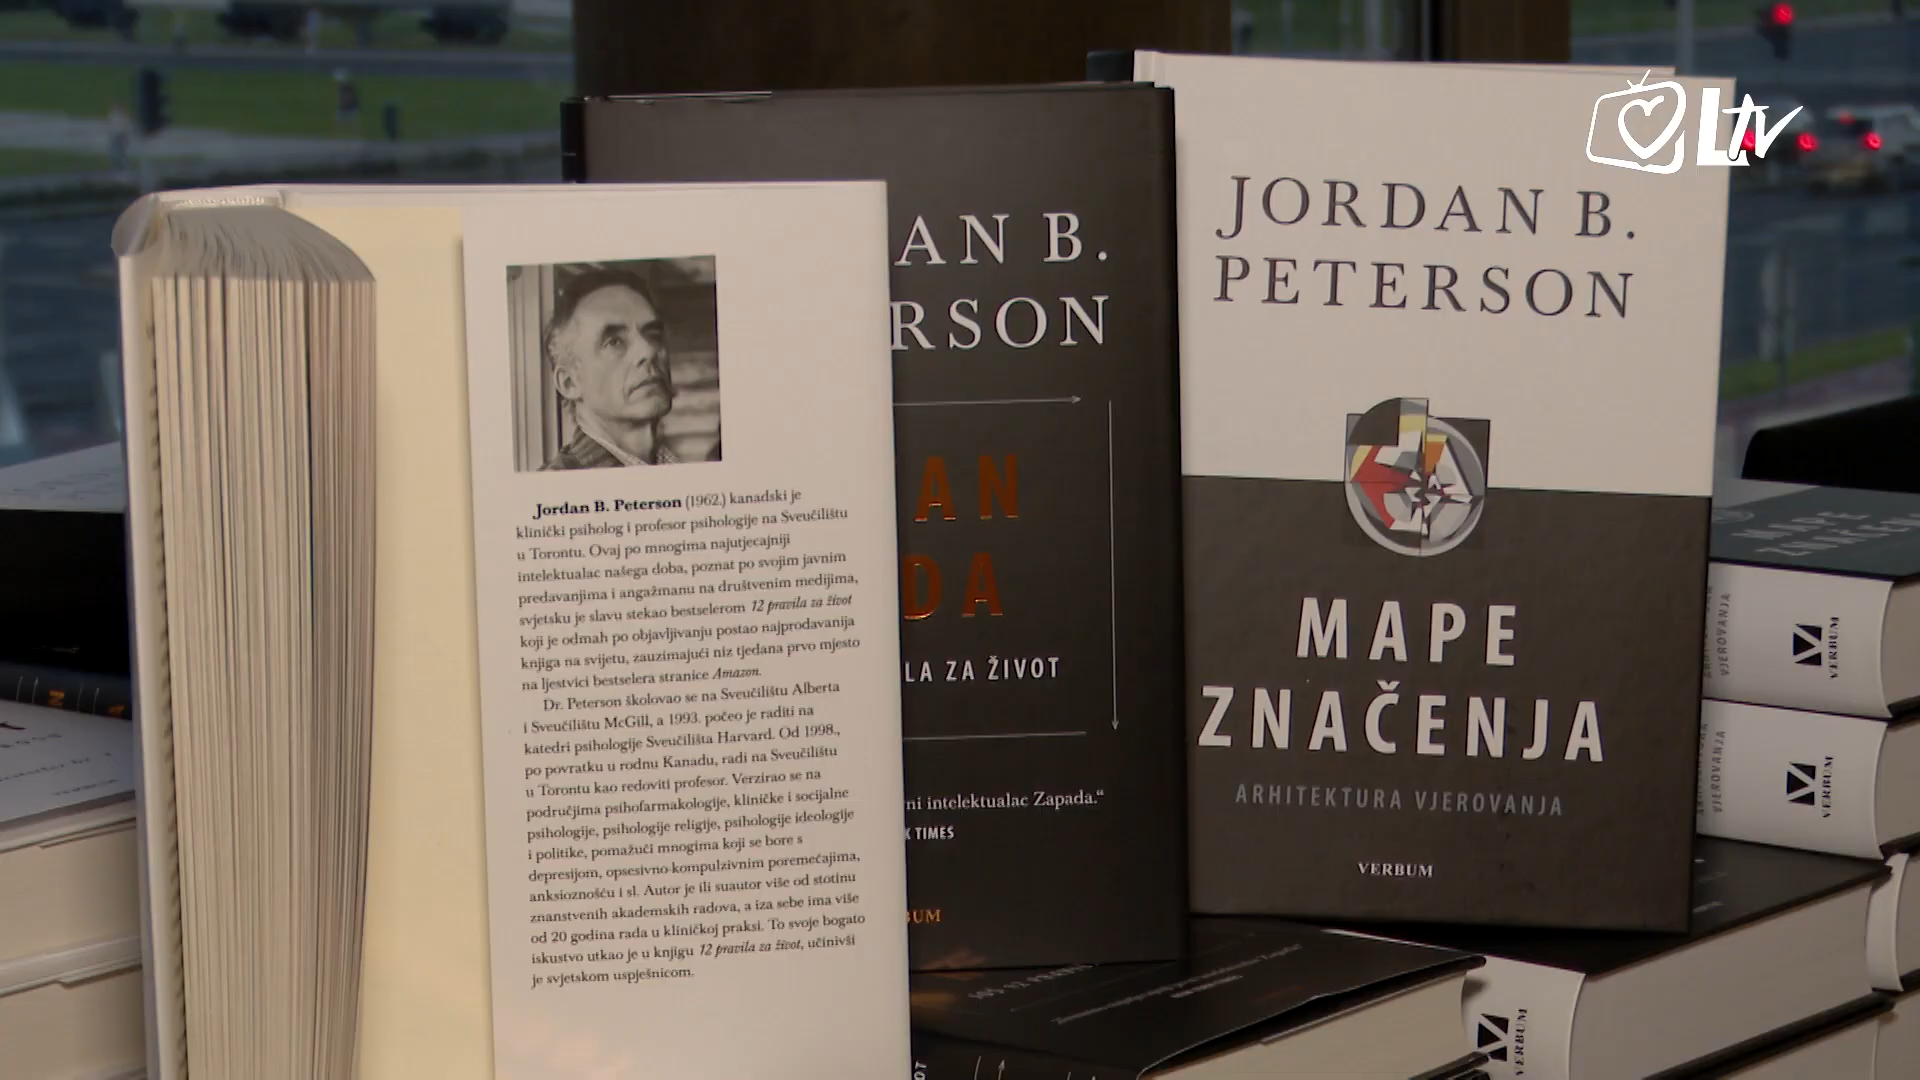 LTV
Jordan B. Peterson (1962.) kanadski je
klinički psiholog i profesor psihologije na Sveučilištu
u Torontu. Ovaj po mnogima najutjecajniji
intelektualac našega doba, poznat po svojim javnim
predavanjima i angažmanu na društvenim medijima,
svjetsku je slavu stekao bestselerom 12 pravila za život
koji je odmah po objavljivanju postao najprodavanija
knjiga na svijetu, zauzimajući niz tjedana prvo mjesto
na ljestvici bestselera stranice Amazon.
Dr. Peterson školovao se na Sveučilištu Alberta
i Sveučilištu McGill, a 1993. počeo je raditi na
katedri psihologije Sveučilišta Harvard. Od 1998.,
po povratku u rodnu Kanadu, radi na Sveučilištu
u Torontu kao redoviti profesor. Verzirao se na
područjima psihofarmakologije, kliničke i socijalne
psihologije, psihologije religije, psihologije ideologije
i politike, pomažući mnogima koji se bore s
depresijom, opsesivno-kompulzivnim poremećajima,
anksioznošću i sl. Autor je ili suautor više od stotinu
znanstvenih akademskih radova, a iza sebe ima više
od 20 godina rada u kliničkoj praksi. To svoje bogato
iskustvo utkao je u knjigu 12 pravila za život, učinivši
je svjetskom uspješnicom.
AN B.
RSON
AN
DA
LA ZA ŽIVOT
ni intelektualac Zapada.“
K TIMES
BUM
JORDAN B.
PETERSON
MAPE
ZNAČENJA
ARHITEKTURA VJEROVANJA
VERBUM
MAPE
ZNAČENJA
VJEROVANJA
VERBUM
VJEROVANJA
VERBUM
VERBUM